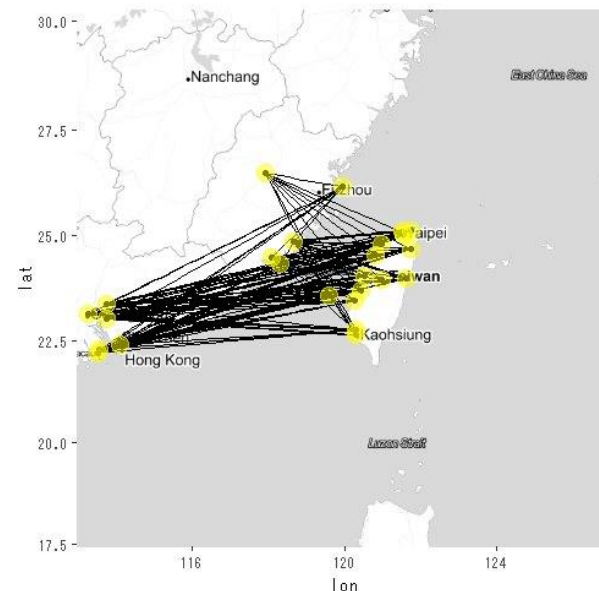 30.0
Nanchang
East China Sea
27.5
25.0
Taipei
lat
Taiwan
22.5
Kaohsiung
Hong Kong
20.0
Luzon Strait
17.5
116
120
124
lon